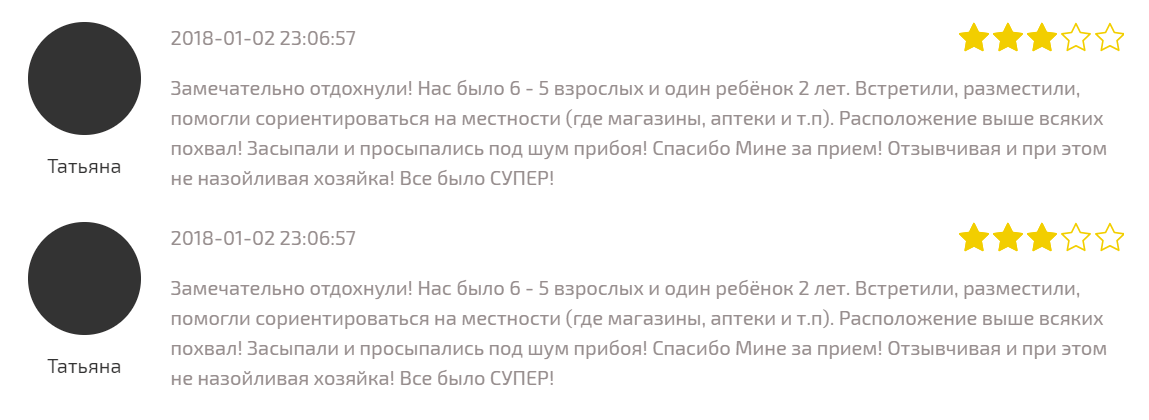 2018-01-02 23:06:57
Замечательно отдохнули! Нас было 6 - 5 взрослых и один ребёнок 2 лет. Встретили, разместили,
помогли сориентироваться на местности (где магазины, аптеки и т.п). Расположение выше всяких
похвал! Засыпали и просыпались под шум прибоя! Спасибо Мине за прием! Отзывчивая и при этом
не назойливая хозяйка! Все было СУПЕР!
Татьяна
2018-01-02 23:06:57
Замечательно отдохнули! Нас было 6 - 5 взрослых и один ребёнок 2 лет. Встретили, разместили,
помогли сориентироваться на местности (где магазины, аптеки и т.п). Расположение выше всяких
похвал! Засыпали и просыпались под шум прибоя! Спасибо Мине за прием! Отзывчивая и при этом
не назойливая хозяйка! Все было СУПЕР!
Татьяна